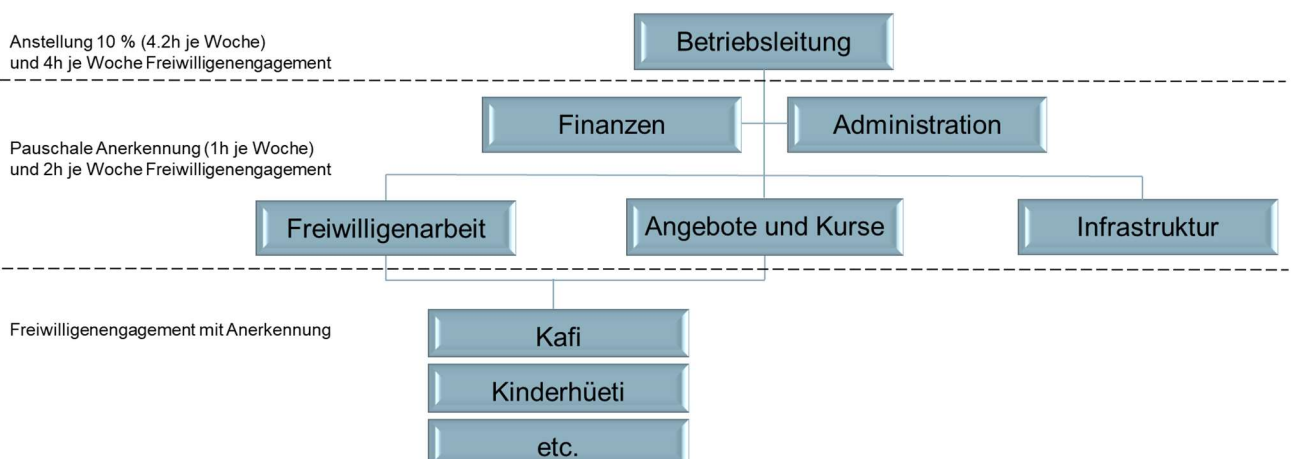 Anstellung 10 % (4.2h je Woche)
und 4h je Woche Freiwilligenengagement
Betriebsleitung
Finanzen
Administration
Pauschale Anerkennung (1h je Woche)
und 2h je Woche Freiwilligenengagement
Freiwilligenarbeit
Angebote und Kurse
Infrastruktur
Freiwilligenengagement mit Anerkennung
Kafi
Kinderhüeti
etc.